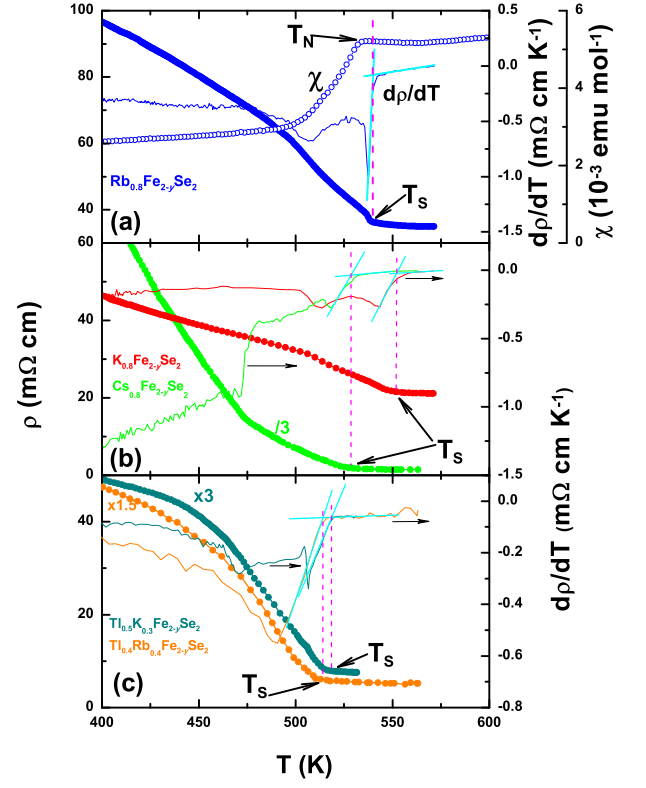 100
80
60
40
T_N
χ
dρ/dT
Rb0.8Fe2-ySe2
T_S
(a)
0.5
0.0
-0.5
-1.0
-1.5
dρ/dT (mΩ cm K⁻¹)
6
4
2
0
χ (10⁻³ emu mol⁻¹)
60
40
20
0
K0.8Fe2-ySe2
Cs0.8Fe2-ySe2
/3
T_S
(b)
0.0
-0.5
-1.0
-1.5
ρ (mΩ cm)
x3
x1.5
40
20
0
Tl0.5K0.3Fe2-ySe2
Tl0.4Rb0.4Fe2-ySe2
T_S
T_S
(c)
0.0
-0.2
-0.4
-0.6
-0.8
dρ/dT (mΩ cm K⁻¹)
400 450 500 550 600
T (K)